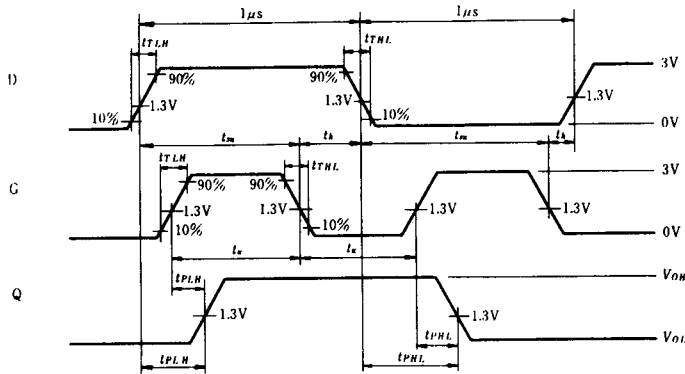 1μs 1μs
tTLH tTHL
D 90% 90% 3V
10% 1.3V 1.3V 10% 1.3V 0V
tsu th tsu th
tTLH tTHL
G 90% 90% 3V
1.3V 1.3V 1.3V 1.3V
10% 10% 0V
tw tw
tPLH
VOH
Q 1.3V 1.3V
tPHL VOL
tPLH tPHL